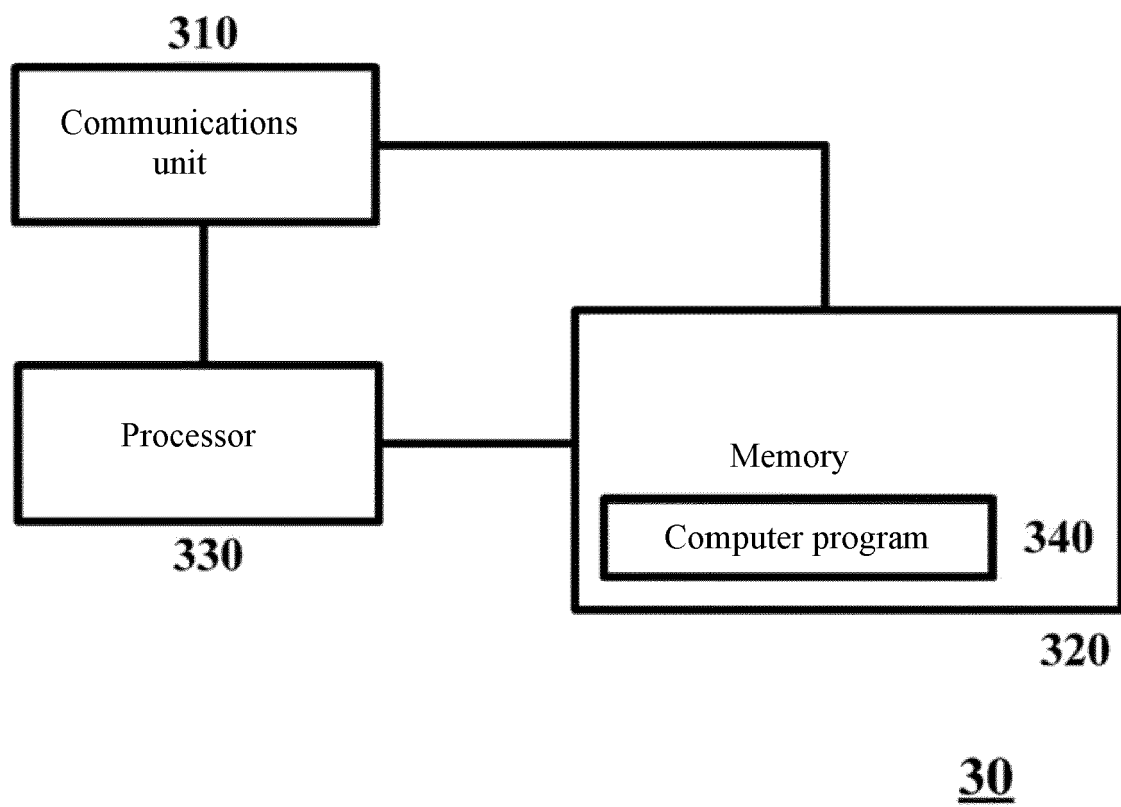 310
Communications
unit
Processor
330
Memory
Computer program
340
320
30